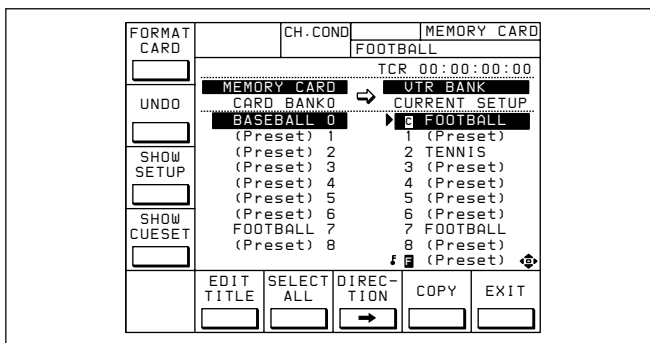 FORMAT CARD
CH.COND
MEMORY CARD
FOOTBALL
TCR 00:00:00:00
MEMORY CARD
VTR BANK
UNDO
CARD BANK0
CURRENT SETUP
BASEBALL 0
C FOOTBALL
(Preset) 1
1 (Preset)
(Preset) 2
2 TENNIS
SHOW SETUP
(Preset) 3
3 (Preset)
(Preset) 4
4 (Preset)
(Preset) 5
5 (Preset)
SHOW CUESET
(Preset) 6
6 (Preset)
FOOTBALL 7
7 FOOTBALL
(Preset) 8
8 (Preset)
F (Preset)
EDIT TITLE
SELECT ALL
DIREC-
TION
COPY
EXIT